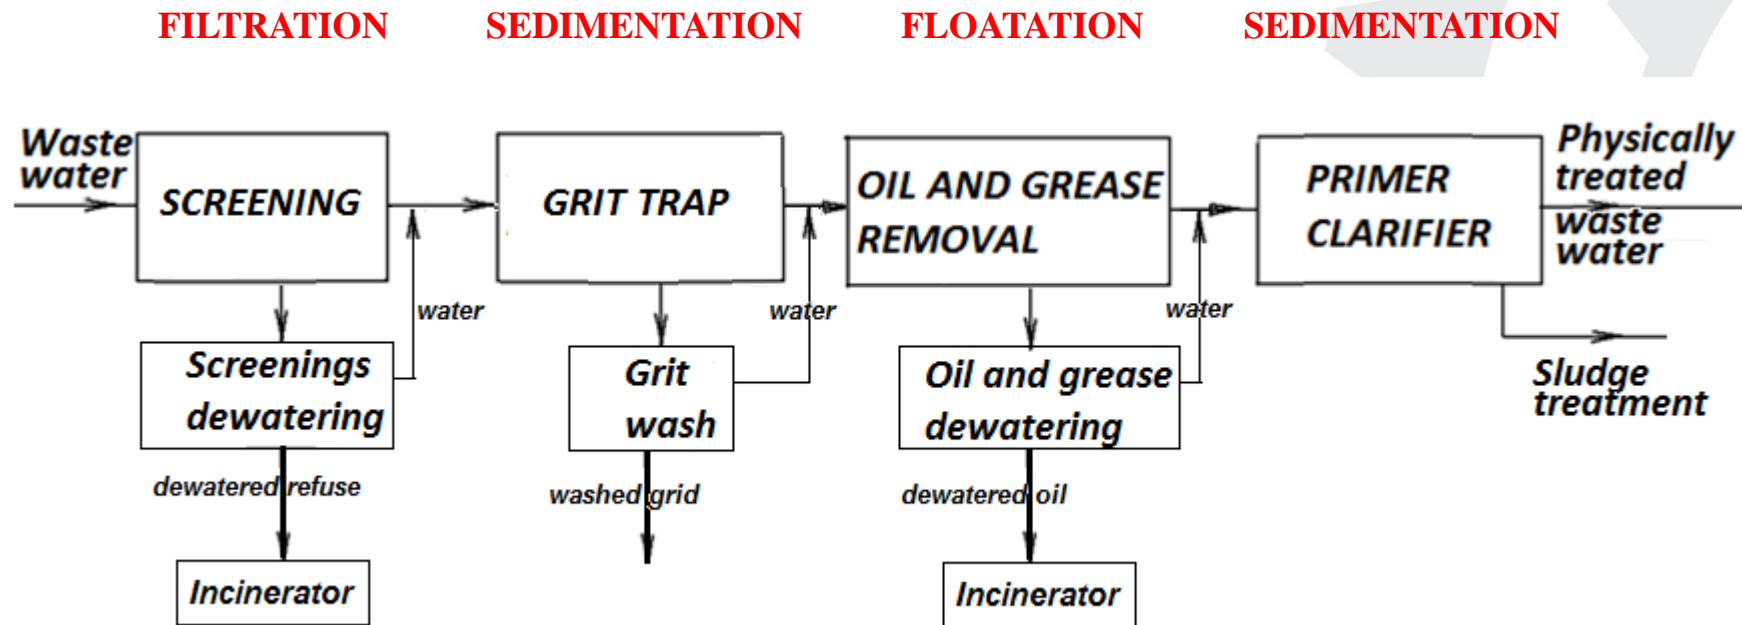 FILTRATION
SEDIMENTATION
FLOATATION
SEDIMENTATION
Waste
water
SCREENING
GRIT TRAP
OIL AND GREASE
REMOVAL
PRIMER
CLARIFIER
Physically
treated
waste
water
water
water
water
Screenings
dewatering
Grit
wash
Oil and grease
dewatering
Sludge
treatment
dewatered refuse
washed grid
dewatered oil
Incinerator
Incinerator